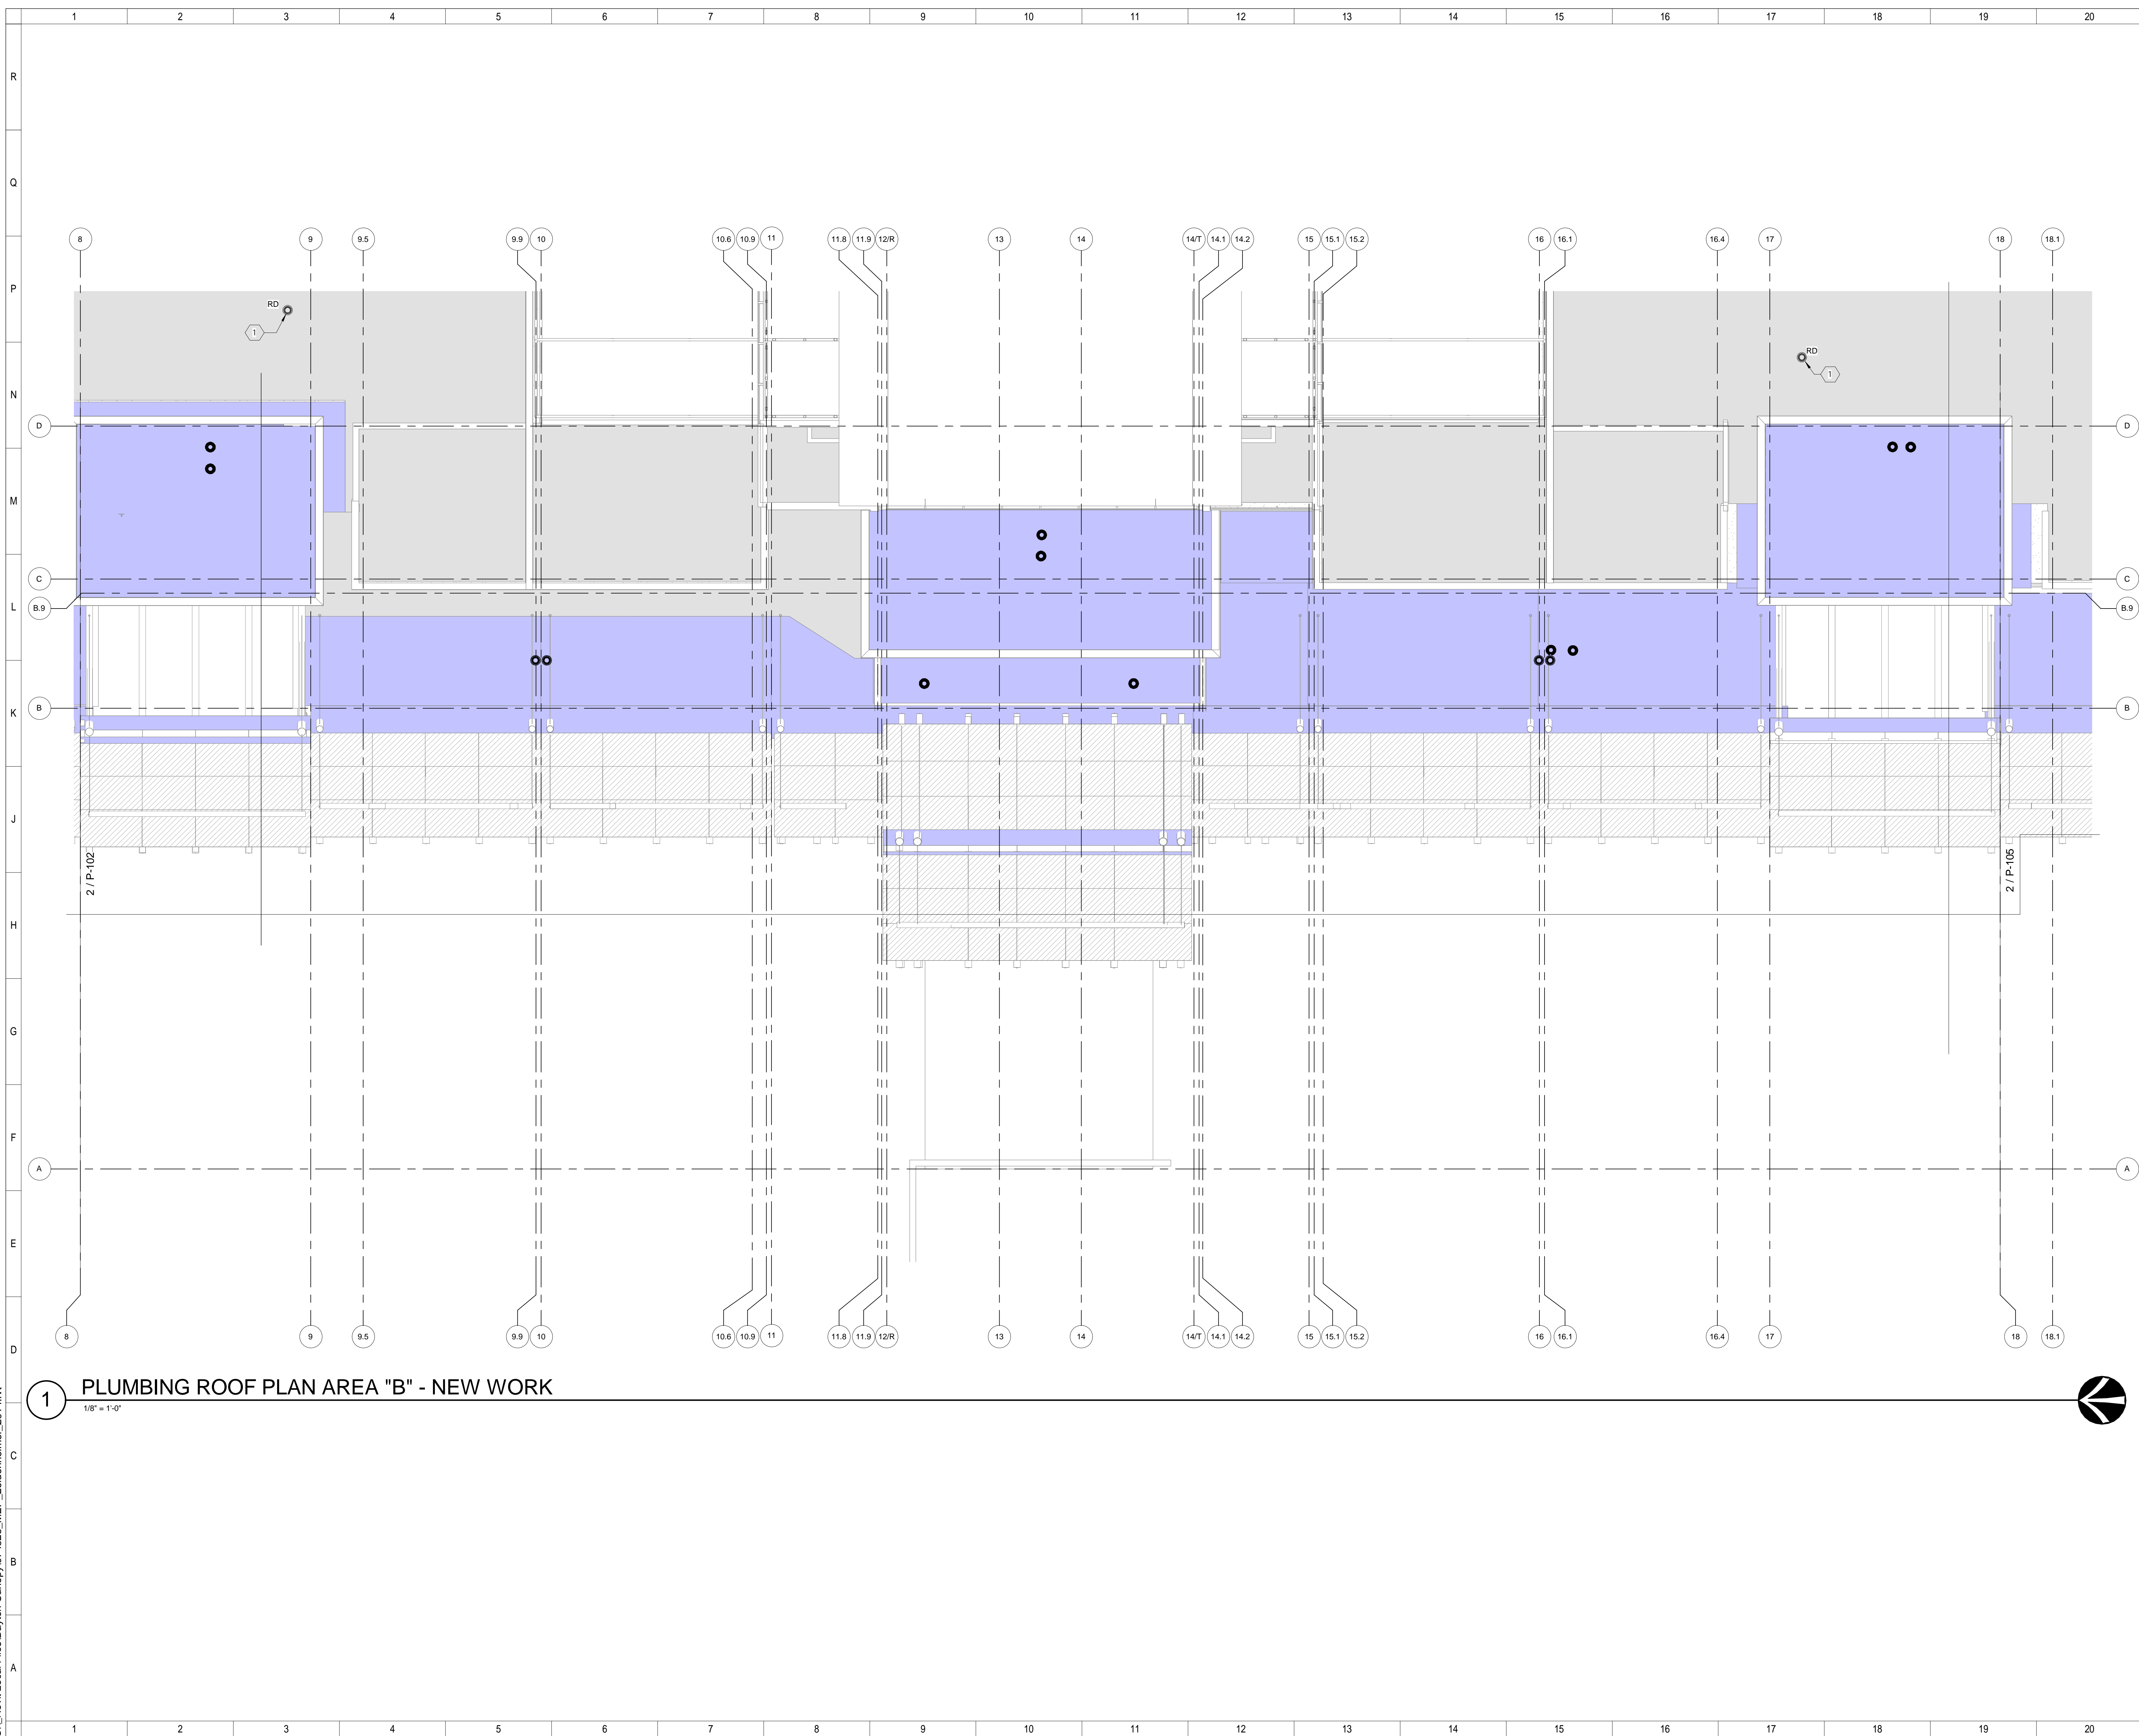 1 2 3 4 5 6 7 8 9 10 11 12 13 14 15 16 17 18 19 20
R
Q
8 9 9.5 9.9 10 10.6 10.9 11 11.8 11.9 12/R 13 14 14/T 14.1 14.2 15 15.1 15.2 16 16.1 16.4 17 18 18.1
P
RD
1
RD
1
N
D D
M
C C
L
B.9 B.9
B B
K
J
2 / P-102
2 / P-105
H
G
F
A A
E
8 9 9.5 9.9 10 10.6 10.9 11 11.8 11.9 12/R 13 14 14/T 14.1 14.2 15 15.1 15.2 16 16.1 16.4 17 18 18.1
D
1
PLUMBING ROOF PLAN AREA "B" - NEW WORK
1/8" = 1'-0"
C
B
A
1 2 3 4 5 6 7 8 9 10 11 12 13 14 15 16 17 18 19 20